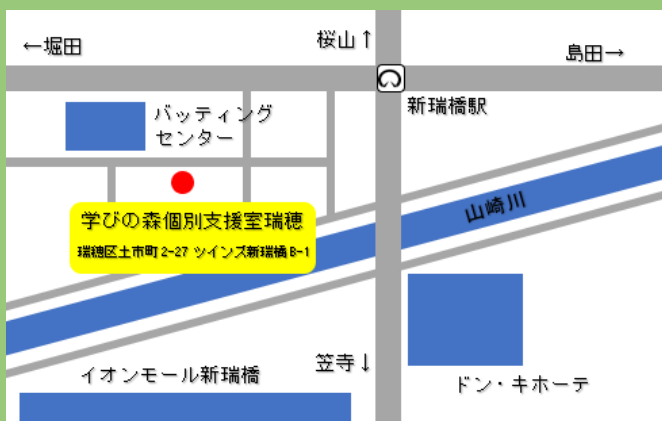 ←堀田
桜山↑
島田→
新瑞橋駅
バッティング
センター
学びの森個別支援室瑞穂
瑞穂区土市町2-27 ツインズ新瑞橋B-1
山崎川
笠寺↓
イオンモール新瑞橋
ドン・キホーテ